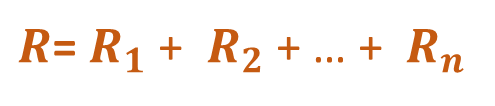 R= R₁ + R₂ + ... + Rₙ